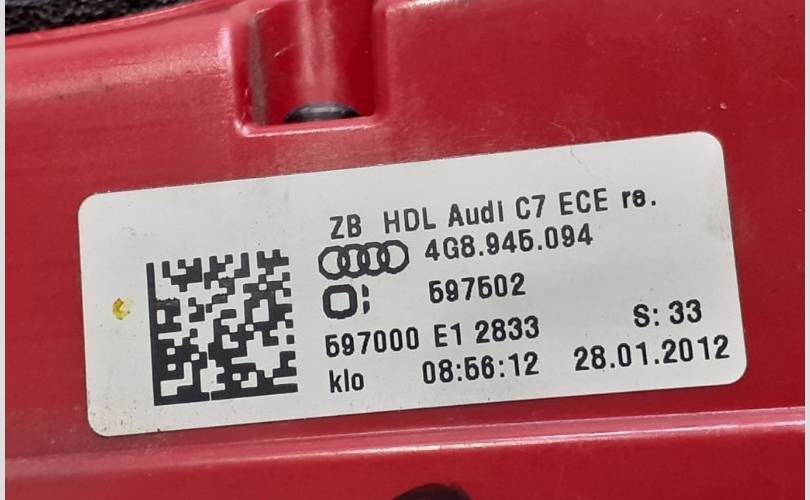 ZB HDL Audi C7 ECE re.
4G8.945.094
597502
597000 E1 2833 S: 33
klo 08:56:12 28.01.2012